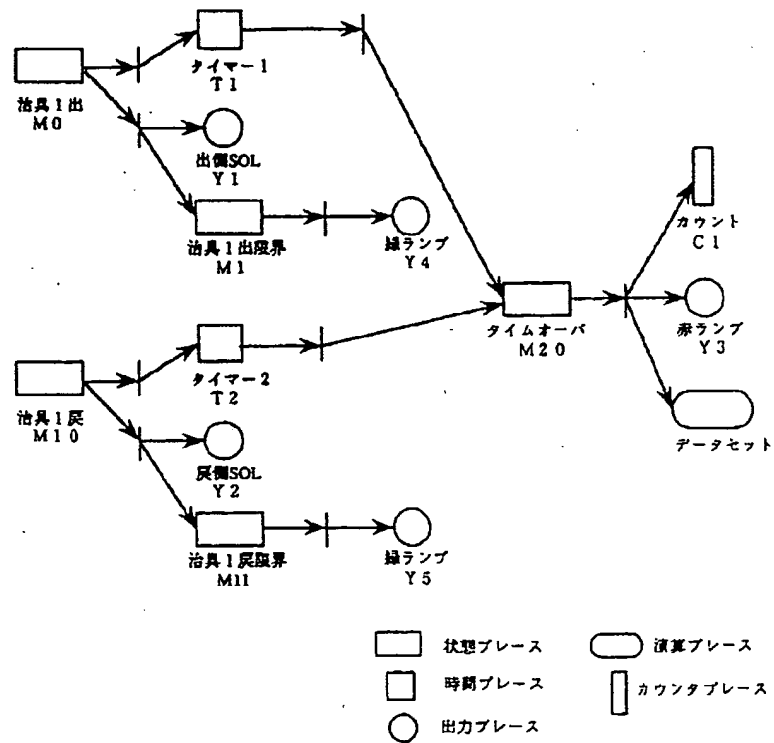 タイマー1
T1
治具1出
M0
出側SOL
Y1
治具1出限界
M1
緑ランプ
Y4
カウント
C1
タイムオーバ
M20
赤ランプ
Y3
データセット
タイマー2
T2
治具1戻
M10
戻側SOL
Y2
治具1戻限界
M11
緑ランプ
Y5
状態プレース
演算プレース
時間プレース
カウンタプレース
出力プレース